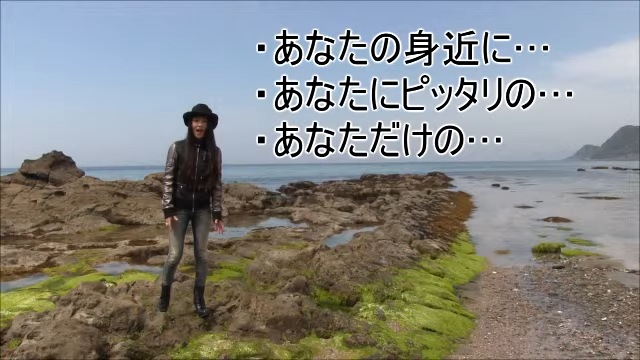 ・あなたの身近に…
・あなたにピッタリの…
・あなただけの…